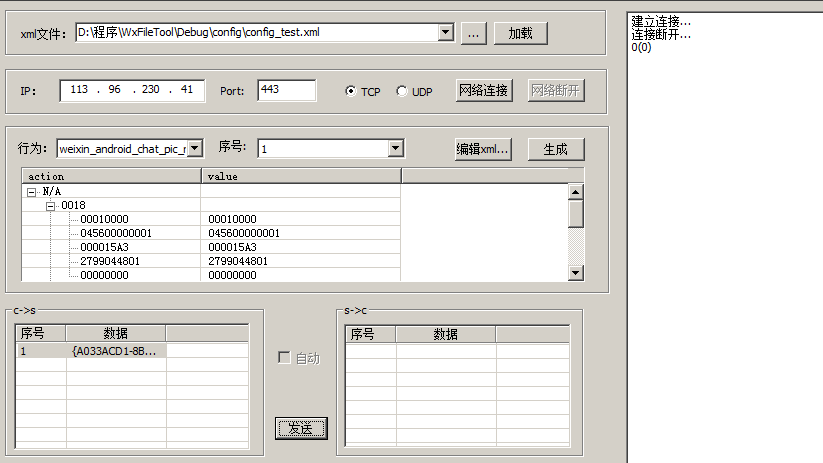 xml文件: D:\程序\WxFileTool\Debug\config\config_test.xml ... 加载
IP: 113 . 96 . 230 . 41 Port: 443 TCP UDP 网络连接 网络断开
行为: weixin_android_chat_pic_r 序号: 1 编辑xml... 生成
action value
N/A
0018
00010000 00010000
045600000001 045600000001
000015A3 000015A3
2799044801 2799044801
00000000 00000000
c->s
序号 数据
1 {A033ACD1-8B...
自动
发送
s->c
序号 数据
建立连接...
连接断开...
0(0)